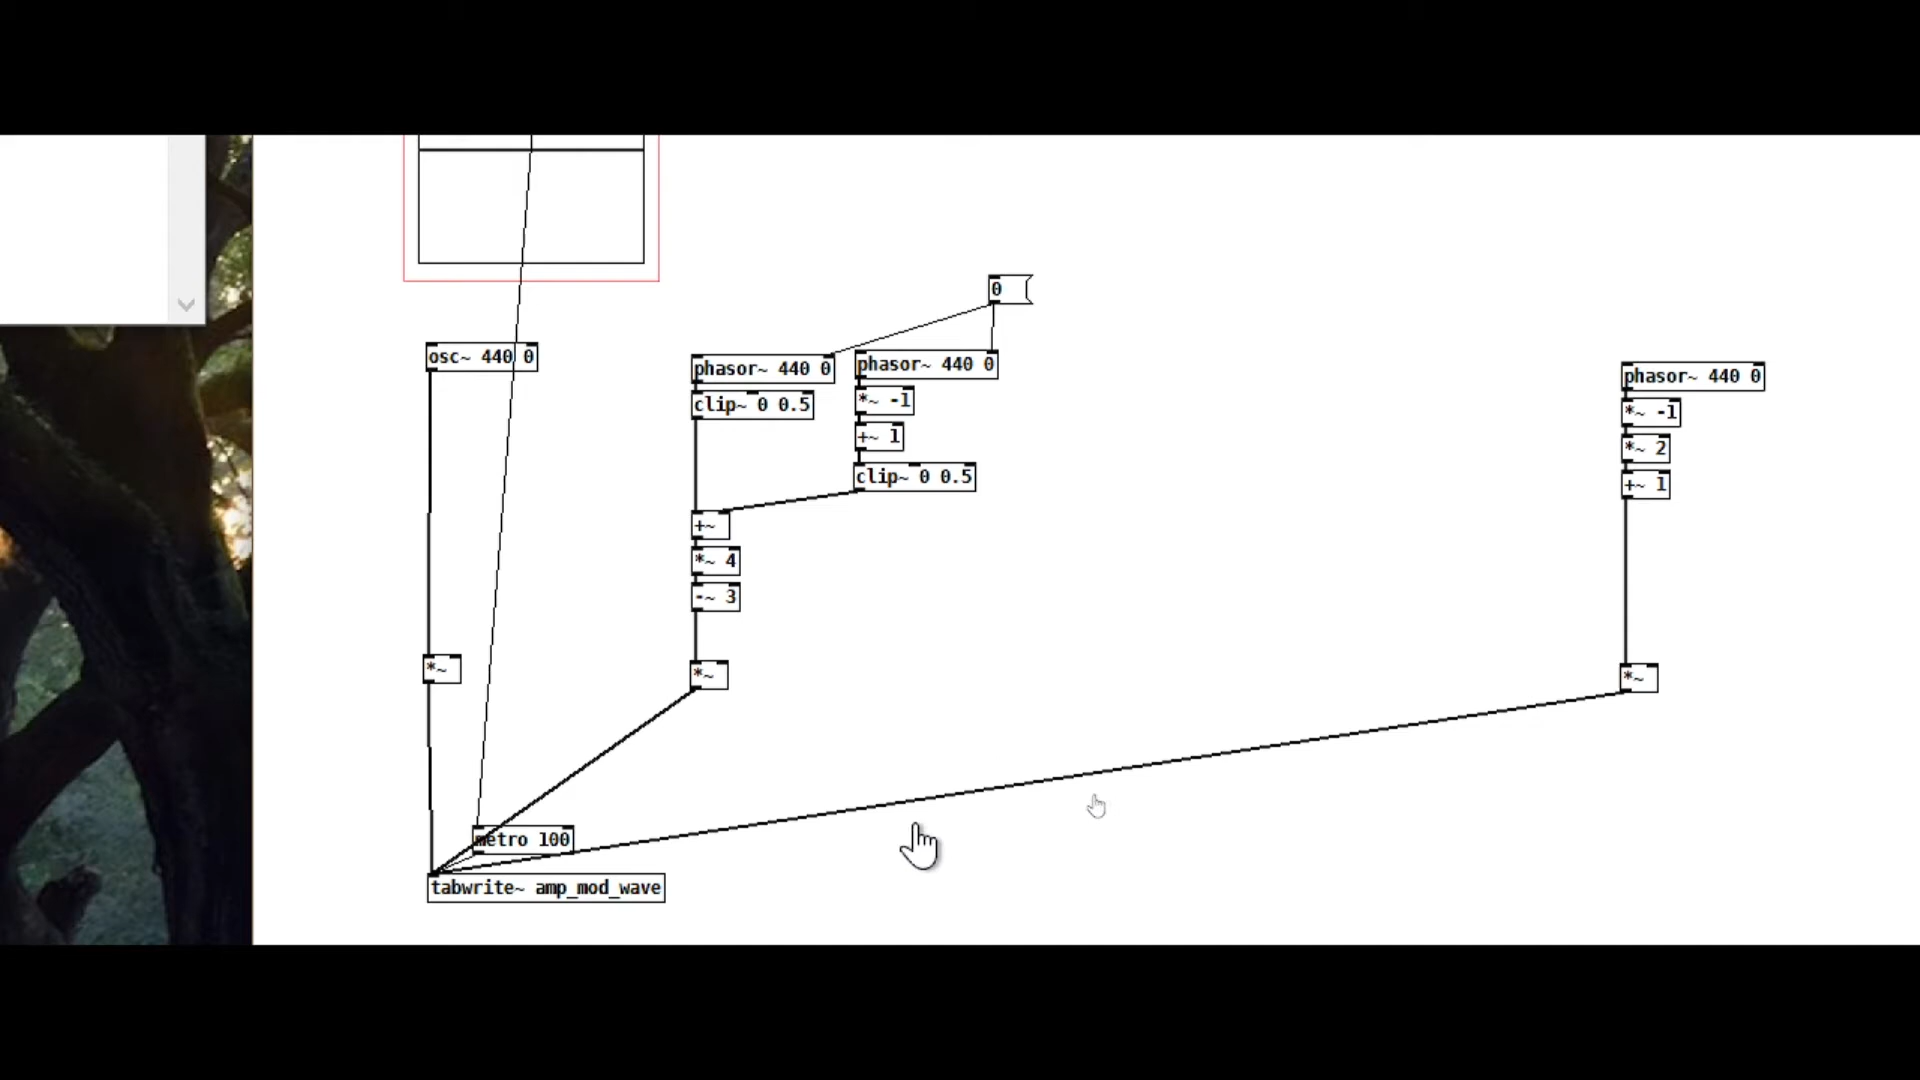 0
osc~ 440 0
phasor~ 440 0
phasor~ 440 0
phasor~ 440 0
clip~ 0 0.5
*~ -1
*~ -1
+~ 1
*~ 2
clip~ 0 0.5
+~ 1
+~
*~ 4
-~ 3
*~
*~
*~
metro 100
tabwrite~ amp_mod_wave